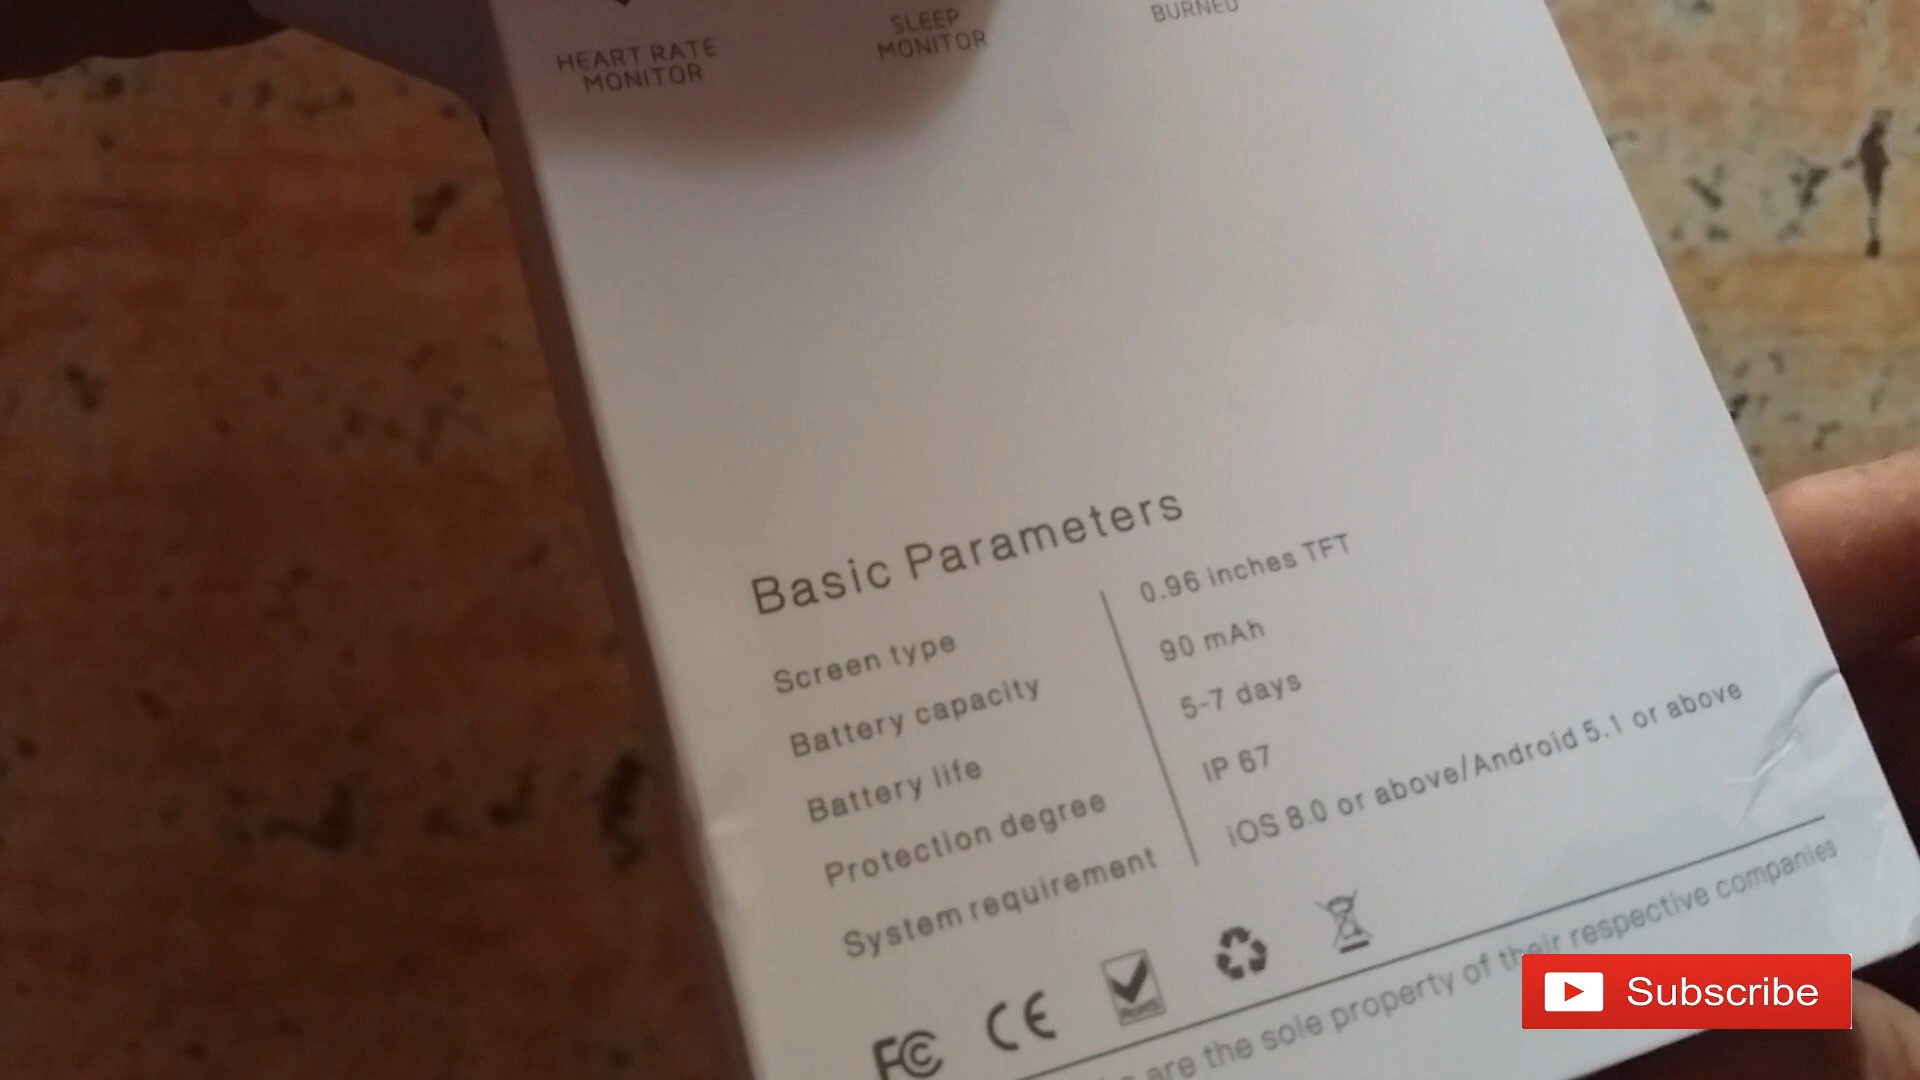 HEART RATE
MONITOR
SLEEP
MONITOR
BURNED
Basic Parameters
Screen type 0.96 inches TFT
Battery capacity 90 mAh
Battery life 5-7 days
Protection degree IP 67
System requirement iOS 8.0 or above/Android 5.1 or above
FC CE
are the sole property of their respective companies
Subscribe